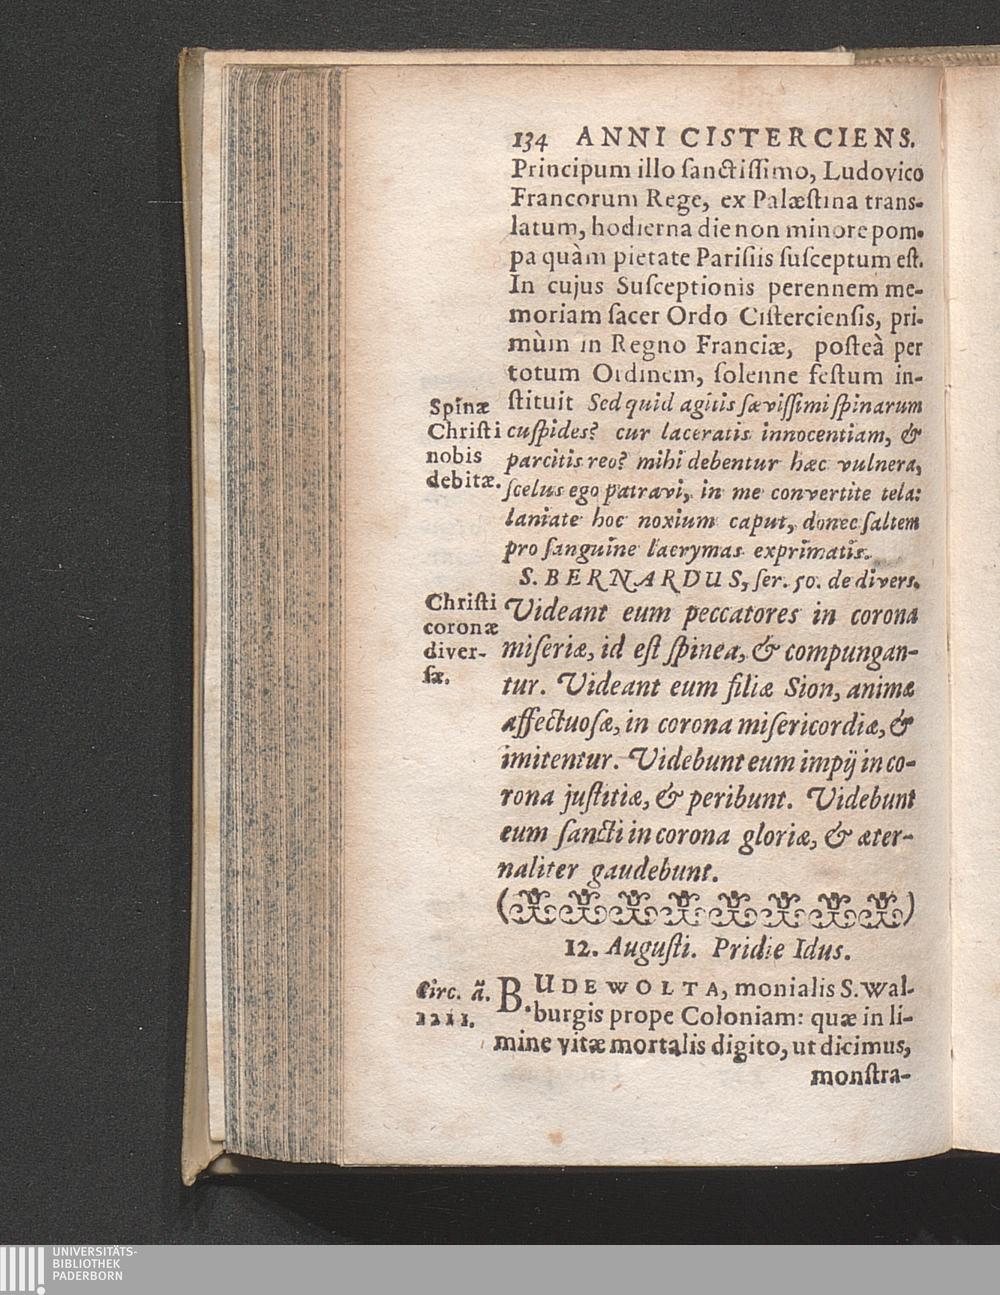 134 ANNI CISTERCIENS.
Principum illo ſanctiſſimo, Ludovico
Francorum Rege, ex Palæſtina trans-
latum, hodierna die non minore pom-
pa quàm pietate Pariſiis ſuſceptum eſt.
In cujus Suſceptionis perennem me-
moriam ſacer Ordo Ciſtercienſis, pri-
mùm in Regno Franciæ, poſteà per
totum Ordinem, ſolenne feſtum in-
ſtituit Sed quid agitis ſæviſſimi ſpinarum
cuſpides? cur laceratis innocentiam, &
parcitis reo? mihi debentur hæc vulnera,
ſcelus ego patravi, in me convertite tela:
laniate hoc noxium caput, donec ſaltem
pro ſanguine lacrymas exprimatis.
Spinæ
Chriſti
nobis
debitæ.
S. BERNARDUS, ſer. 50. de divers.
Videant eum peccatores in corona
miſeriæ, id eſt ſpinea, & compungan-
tur. Videant eum filiæ Sion, animæ
affectuoſæ, in corona miſericordiæ, &
imitentur. Videbunt eum impij in co-
rona juſtitiæ, & peribunt. Videbunt
eum ſancti in corona gloriæ, & æter-
naliter gaudebunt.
Chriſti
coronæ
diver-
ſæ.
12. Auguſti. Pridie Idus.
Circ. ã.
1211.
BUDEWOLTA, monialis S. Wal-
burgis prope Coloniam: quæ in li-
mine vitæ mortalis digito, ut dicimus,
monſtra-
UNIVERSITÄTS-
BIBLIOTHEK
PADERBORN